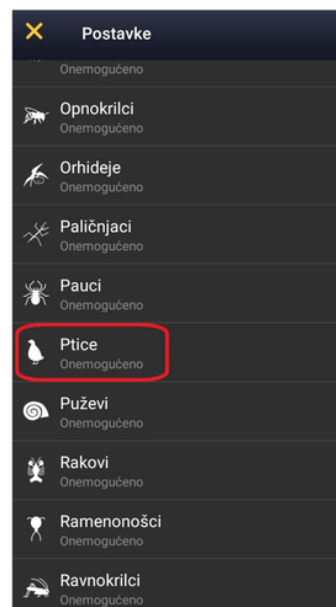 Postavke
Onemogućeno
Opnokrilci
Onemogućeno
Orhideje
Onemogućeno
Paličnjaci
Onemogućeno
Pauci
Onemogućeno
Ptice
Onemogućeno
Puževi
Onemogućeno
Rakovi
Onemogućeno
Ramenonošci
Onemogućeno
Ravnokrilci
Onemogućeno